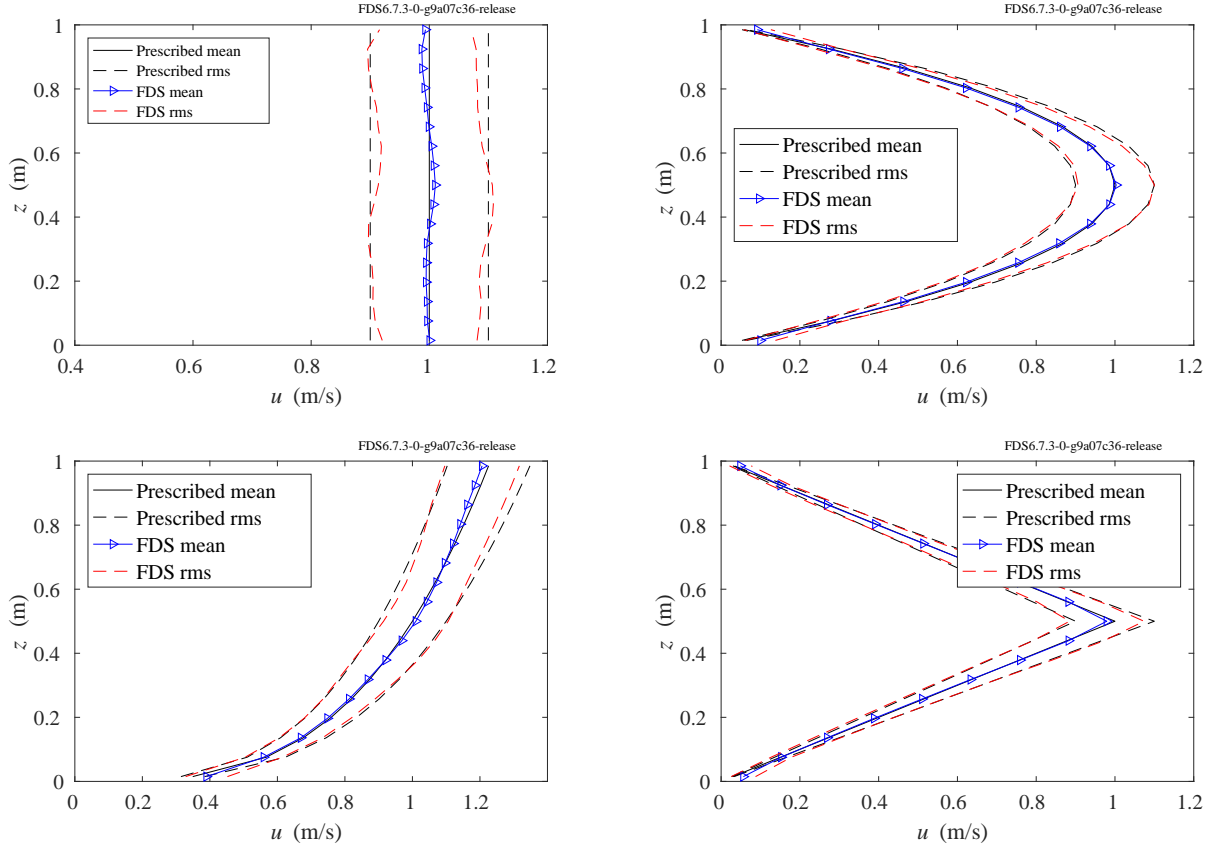 FDS6.7.3-0-g9a07c36-release
1
0.8
0.6
0.4
0.2
0
z (m)
Prescribed mean
Prescribed rms
FDS mean
FDS rms
0.4 0.6 0.8 1 1.2
u (m/s)
FDS6.7.3-0-g9a07c36-release
1
0.8
0.6
0.4
0.2
0
z (m)
Prescribed mean
Prescribed rms
FDS mean
FDS rms
0 0.2 0.4 0.6 0.8 1 1.2
u (m/s)
FDS6.7.3-0-g9a07c36-release
1
0.8
0.6
0.4
0.2
0
z (m)
Prescribed mean
Prescribed rms
FDS mean
FDS rms
0 0.2 0.4 0.6 0.8 1 1.2
u (m/s)
FDS6.7.3-0-g9a07c36-release
1
0.8
0.6
0.4
0.2
0
z (m)
Prescribed mean
Prescribed rms
FDS mean
FDS rms
0 0.2 0.4 0.6 0.8 1 1.2
u (m/s)